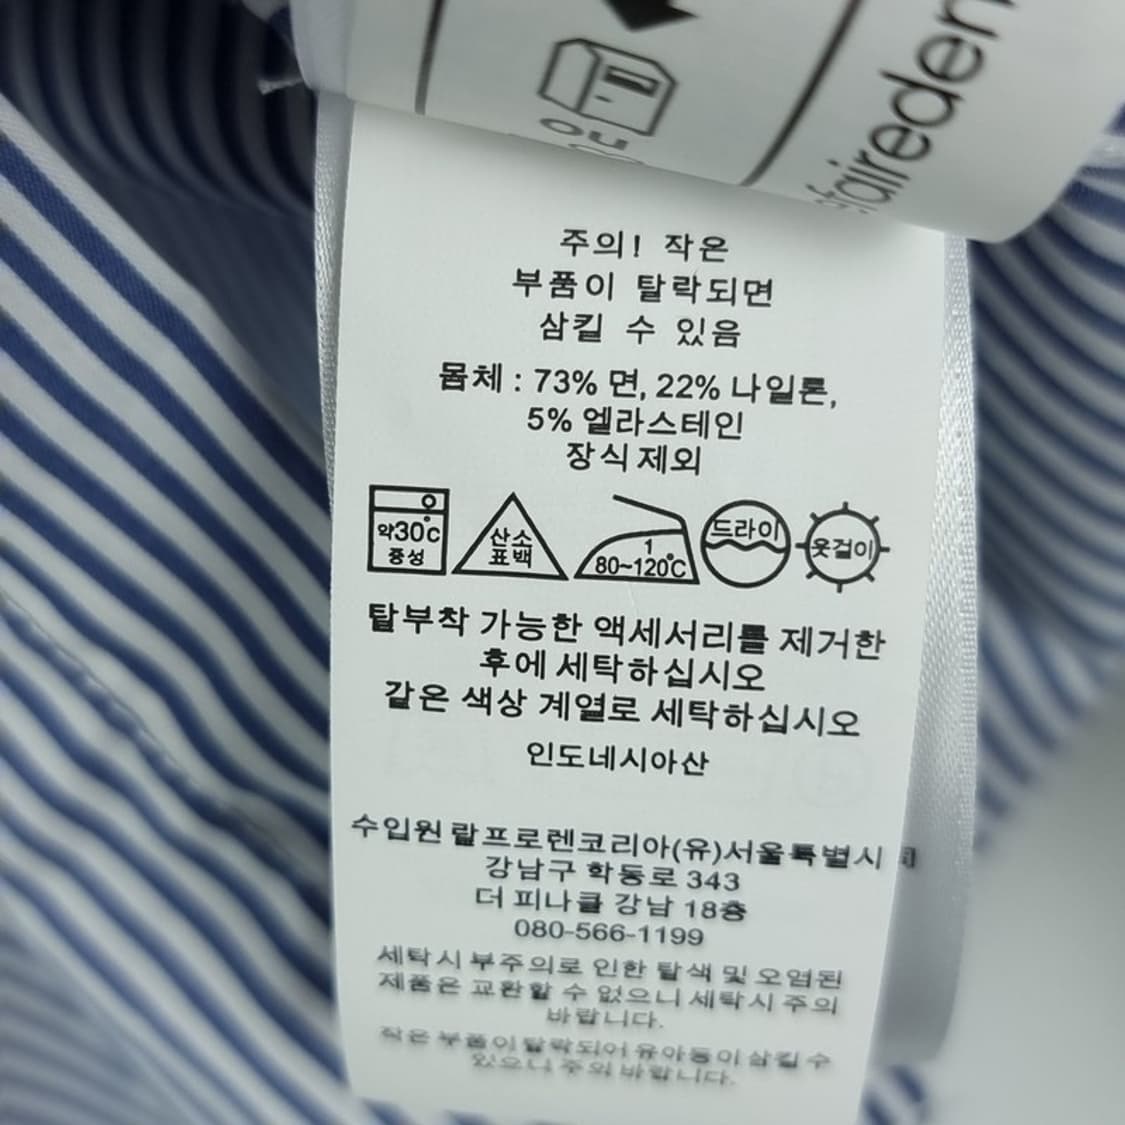 faireden
주의! 작은
부품이 탈락되면
삼킬 수 있음
몸체 : 73% 면, 22% 나일론,
5% 엘라스테인
장식제외
약30℃
중성
산소
표백
1
80~120℃
드라이
옷걸이
탈부착 가능한 액세서리를 제거한
후에 세탁하십시오
같은 색상 계열로 세탁하십시오
인도네시아산
수입원 랄프로렌코리아(유)서울특별시
강남구 학동로 343
더 피나클 강남 18층
080-566-1199
세탁시 부주의로 인한 탈색 및 오염된
제품은 교환할 수 없으니 세탁시 주의
바랍니다.
작은 부품이 탈락되어 유아동이 삼킬 수
있으니 주의 바랍니다.